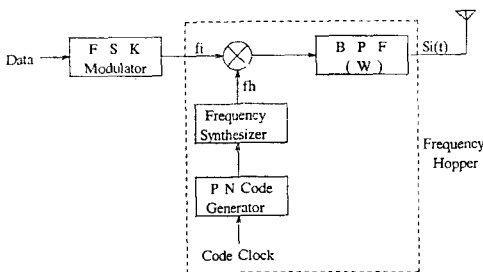 Data
F S K
Modulator
fi
B P F
( W )
Si(t)
fh
Frequency
Synthesizer
Frequency
Hopper
P N Code
Generator
Code Clock